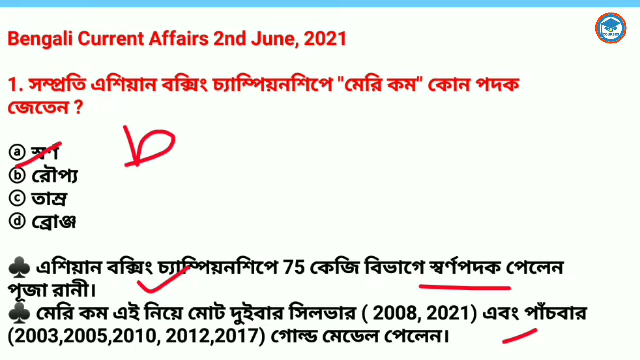 Bengali Current Affairs 2nd June, 2021
1. সম্প্রতি এশিয়ান বক্সিং চ্যাম্পিয়নশিপে "মেরি কম" কোন পদক
জেতেন ?
ⓐ স্বর্ণ
b
ⓑ রৌপ্য
ⓒ তাম্র
ⓓ ব্রোঞ্জ
♣ এশিয়ান বক্সিং চ্যাম্পিয়নশিপে 75 কেজি বিভাগে স্বর্ণপদক পেলেন
পূজা রানী।
♣ মেরি কম এই নিয়ে মোট দুইবার সিলভার ( 2008, 2021) এবং পাঁচবার
(2003,2005,2010, 2012,2017) গোল্ড মেডেল পেলেন।